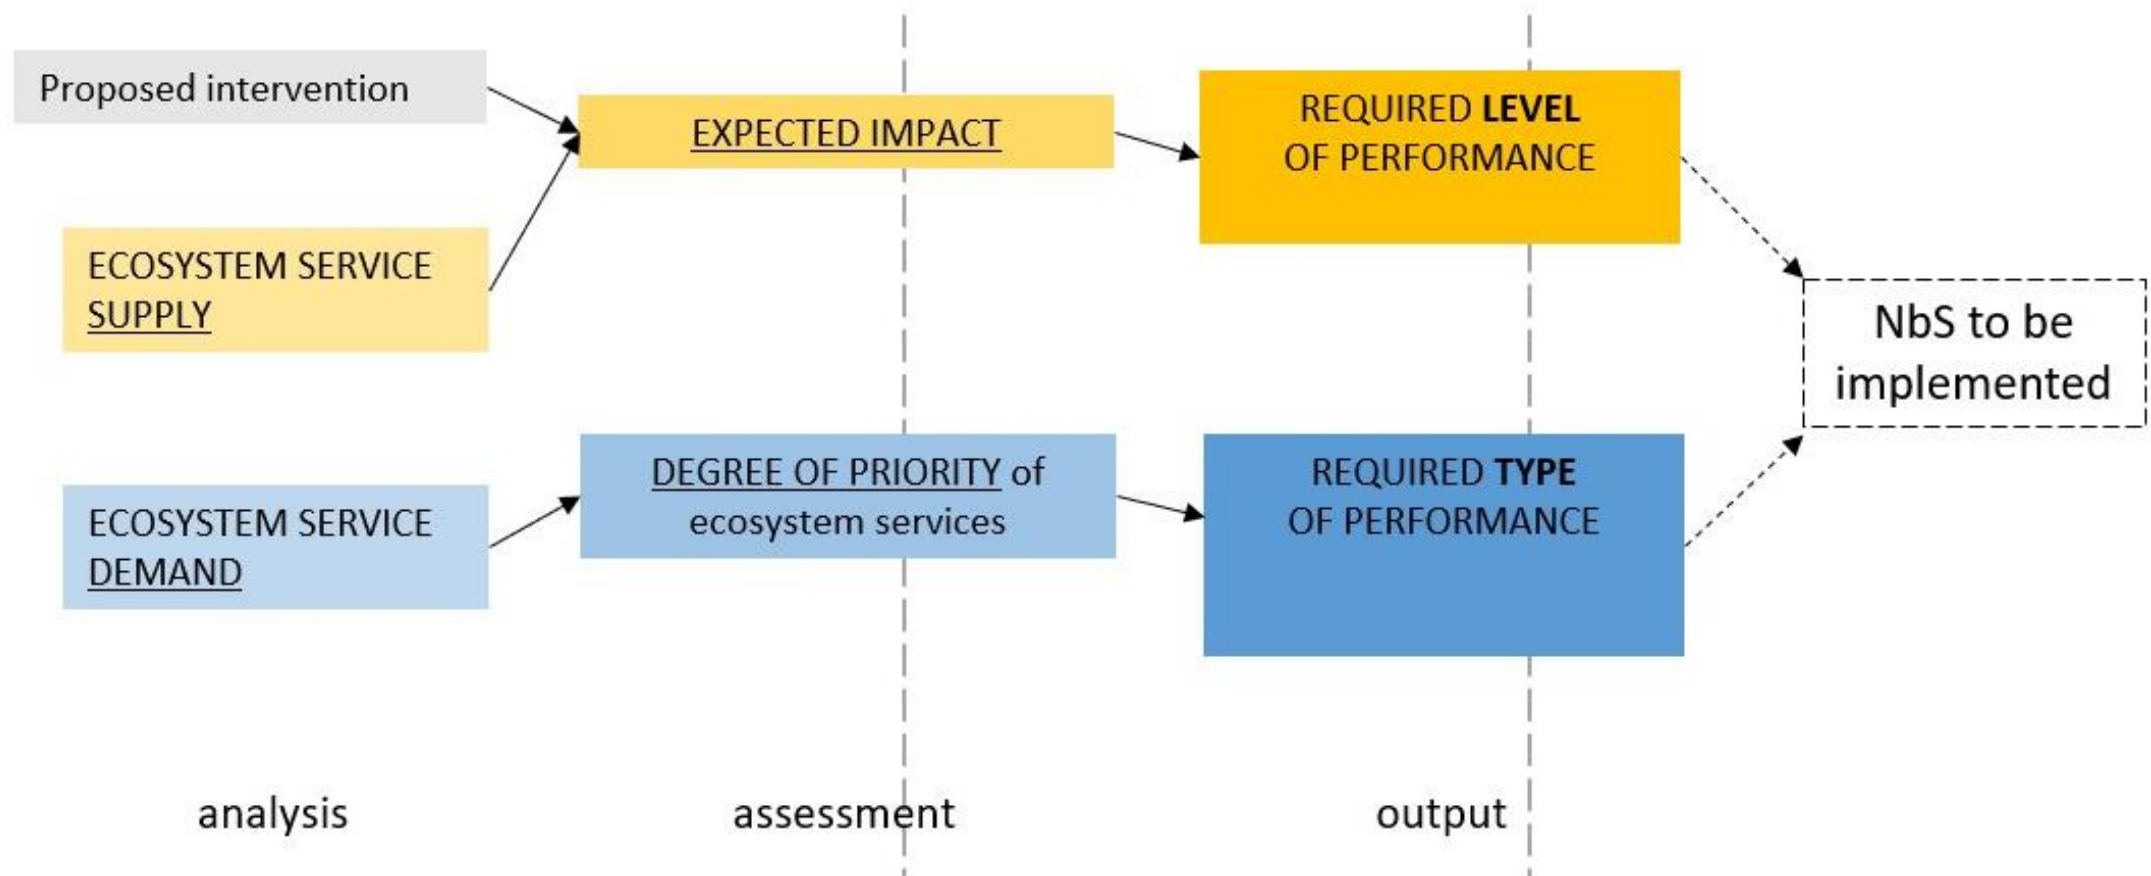 Proposed intervention
EXPECTED IMPACT
REQUIRED LEVEL
OF PERFORMANCE
ECOSYSTEM SERVICE
SUPPLY
NbS to be
implemented
ECOSYSTEM SERVICE
DEMAND
DEGREE OF PRIORITY of
ecosystem services
REQUIRED TYPE
OF PERFORMANCE
analysis
assessment
output